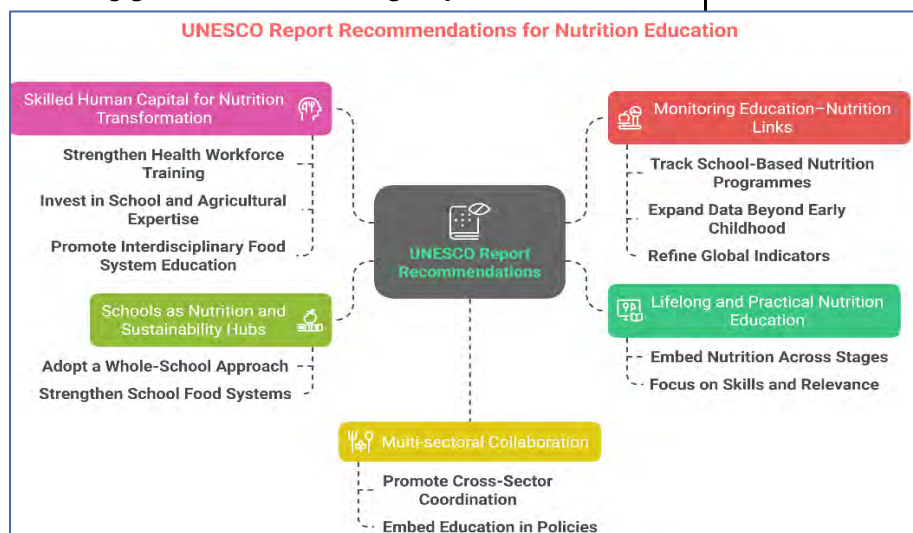 UNESCO Report Recommendations for Nutrition Education
Skilled Human Capital for Nutrition
Transformation
Strengthen Health Workforce
Training
Invest in School and Agricultural
Expertise
Promote Interdisciplinary Food
System Education
Schools as Nutrition and
Sustainability Hubs
Adopt a Whole-School Approach
Strengthen School Food Systems
UNESCO Report
Recommendations
Multi-sectoral Collaboration
Promote Cross-Sector
Coordination
Embed Education in Policies
Monitoring Education–Nutrition
Links
Track School-Based Nutrition
Programmes
Expand Data Beyond Early
Childhood
Refine Global Indicators
Lifelong and Practical Nutrition
Education
Embed Nutrition Across Stages
Focus on Skills and Relevance